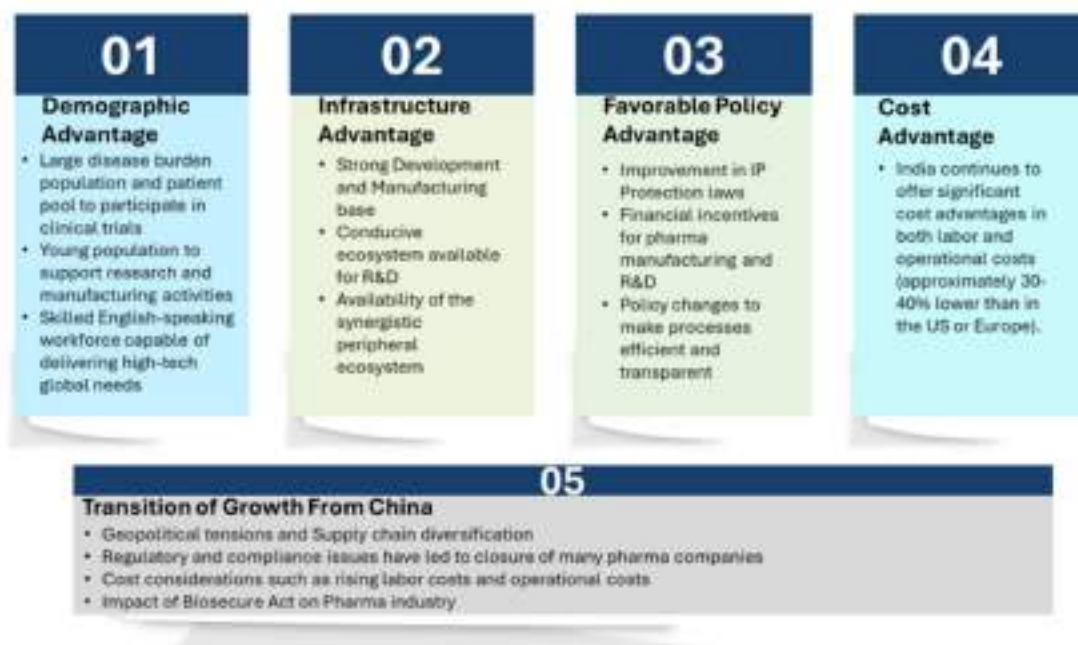 01
Demographic
Advantage
• Large disease burden
population and patient
pool to participate in
clinical trials
• Young population to
support research and
manufacturing activities
• Skilled English-speaking
workforce capable of
delivering high-tech
global needs
02
Infrastructure
Advantage
• Strong Development
and Manufacturing
base
• Conducive
ecosystem available
for R&D
• Availability of the
synergistic
peripheral
ecosystem
03
Favorable Policy
Advantage
• Improvement in IP
Protection laws
• Financial incentives
for pharma
manufacturing and
R&D
• Policy changes to
make processes
efficient and
transparent
04
Cost
Advantage
• India continues to
offer significant
cost advantages in
both labor and
operational costs
(approximately 30-
40% lower than in
the US or Europe).
05
Transition of Growth From China
• Geopolitical tensions and Supply chain diversification
• Regulatory and compliance issues have led to closure of many pharma companies
• Cost considerations such as rising labor costs and operational costs
• Impact of Biosecure Act on Pharma industry